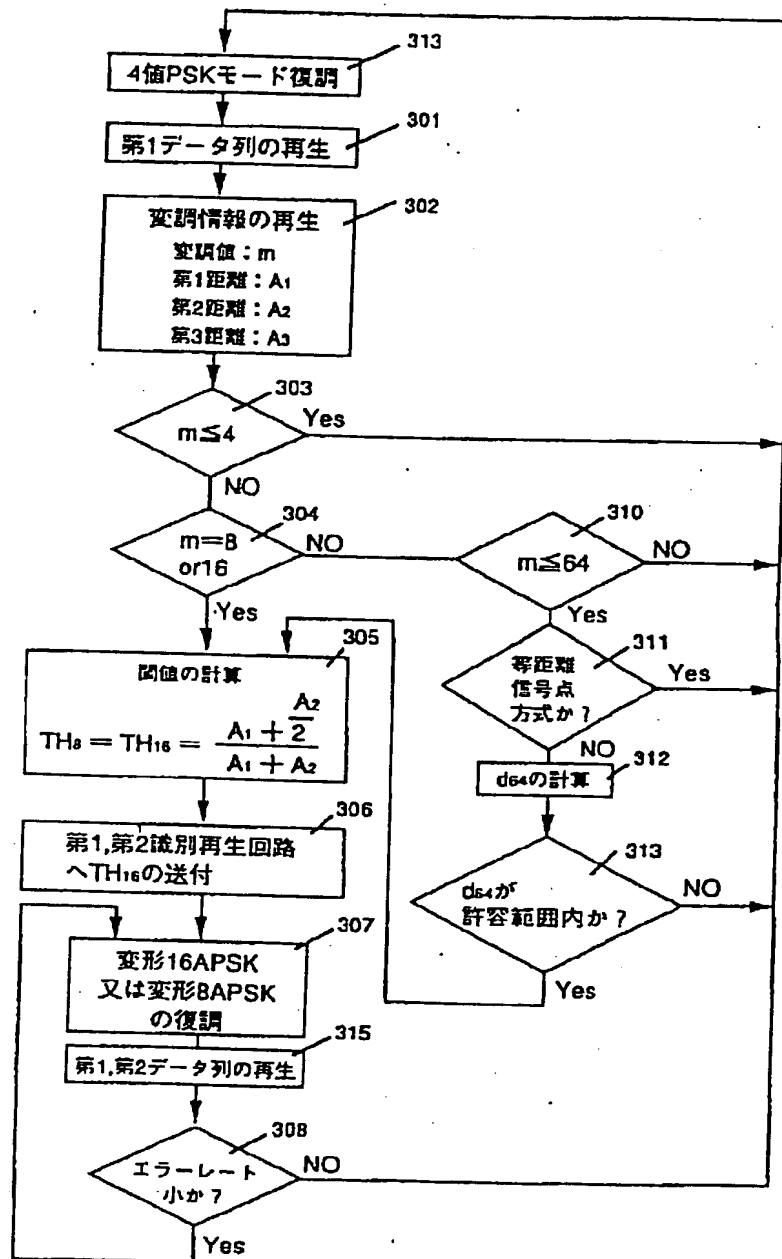 313
4値PSKモード復調
301
第1データ列の再生
302
変調情報の再生
変調値：m
第1距離：A1
第2距離：A2
第3距離：A3
303
m≦4
Yes
NO
304
m=8
or16
NO
Yes
310
m≦64
NO
Yes
311
等距離
信号点
方式か？
Yes
NO
312
d64の計算
313
d64が
許容範囲内か？
NO
Yes
305
閾値の計算
TH8 = TH16 = (A1 + A2/2) / (A1 + A2)
306
第1,第2識別再生回路
へTH16の送付
307
変形16APSK
又は変形8APSK
の復調
315
第1,第2データ列の再生
308
エラーレート
小か？
NO
Yes